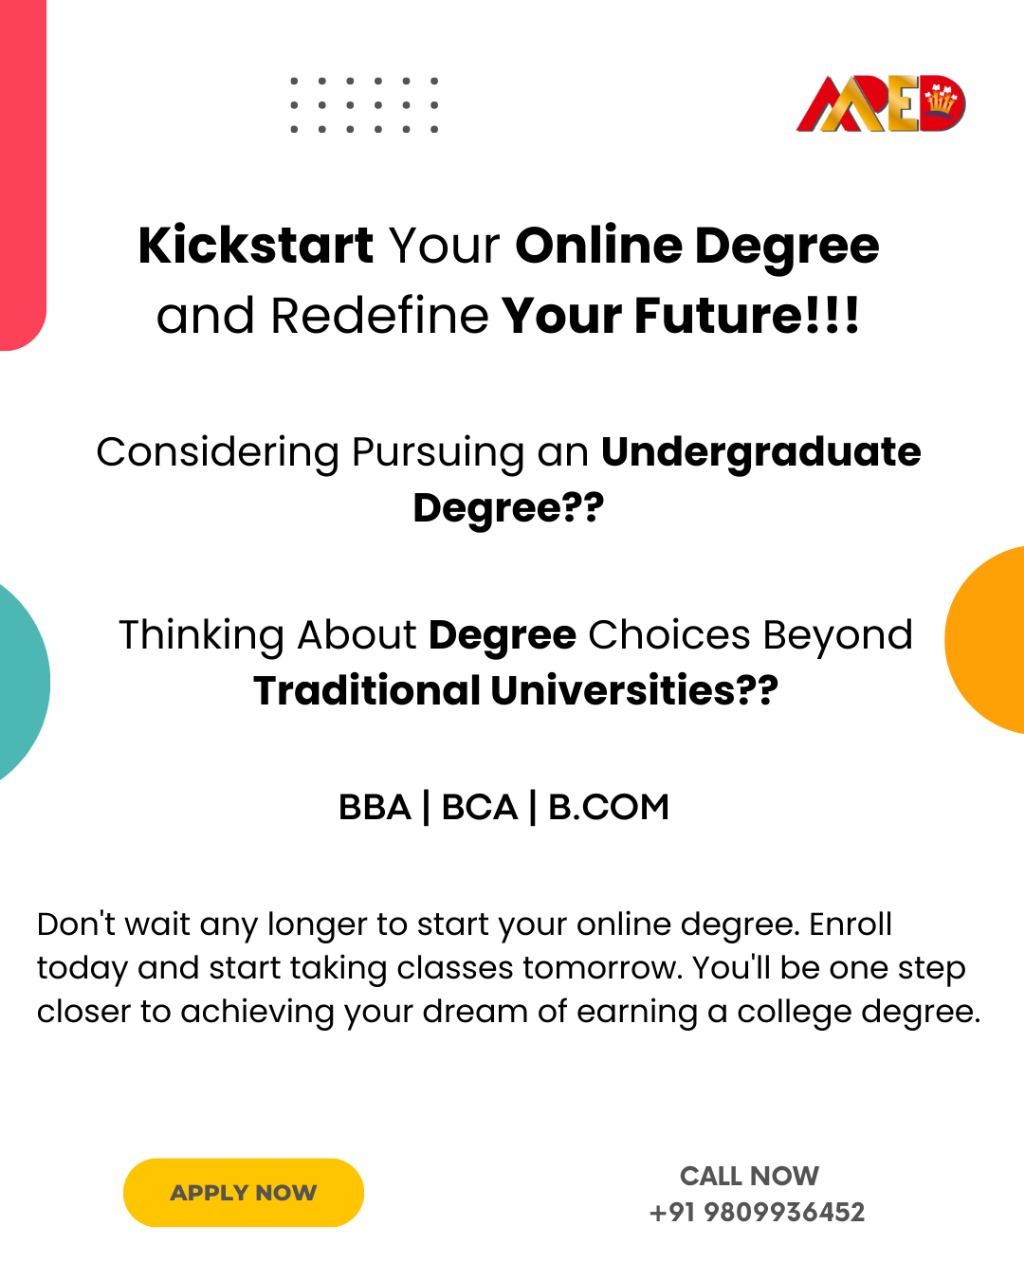 MRED
Kickstart Your Online Degree
and Redefine Your Future!!!
Considering Pursuing an Undergraduate
Degree??
Thinking About Degree Choices Beyond
Traditional Universities??
BBA | BCA | B.COM
Don't wait any longer to start your online degree. Enroll
today and start taking classes tomorrow. You'll be one step
closer to achieving your dream of earning a college degree.
APPLY NOW
CALL NOW
+91 9809936452